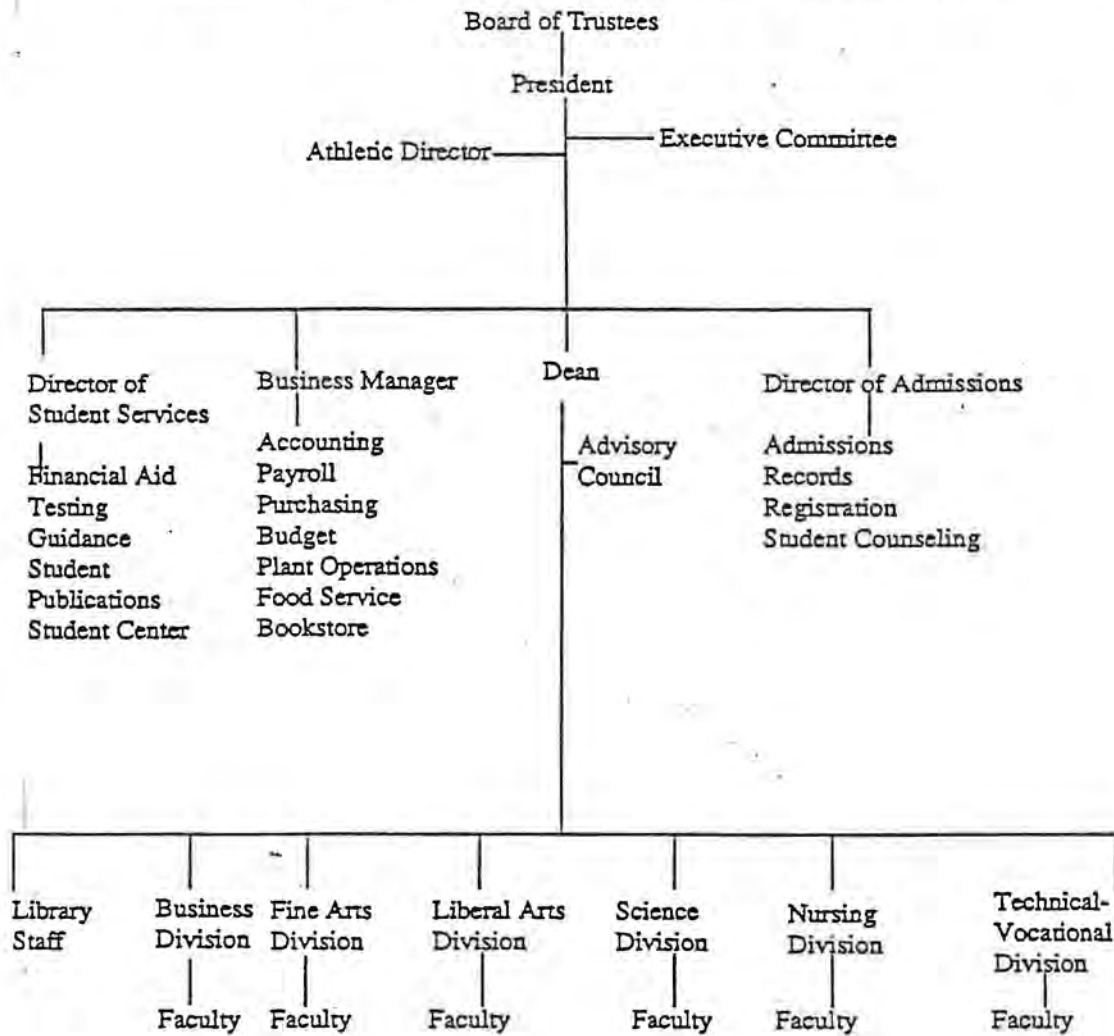 Board of Trustees
President
Executive Committee
Athletic Director
Director of
Student Services
Business Manager
Dean
Director of Admissions
Financial Aid
Testing
Guidance
Student
Publications
Student Center
Accounting
Payroll
Purchasing
Budget
Plant Operations
Food Service
Bookstore
Advisory
Council
Admissions
Records
Registration
Student Counseling
Library
Staff
Business
Division
Faculty
Fine Arts
Division
Faculty
Liberal Arts
Division
Faculty
Science
Division
Faculty
Nursing
Division
Faculty
Technical-
Vocational
Division
Faculty